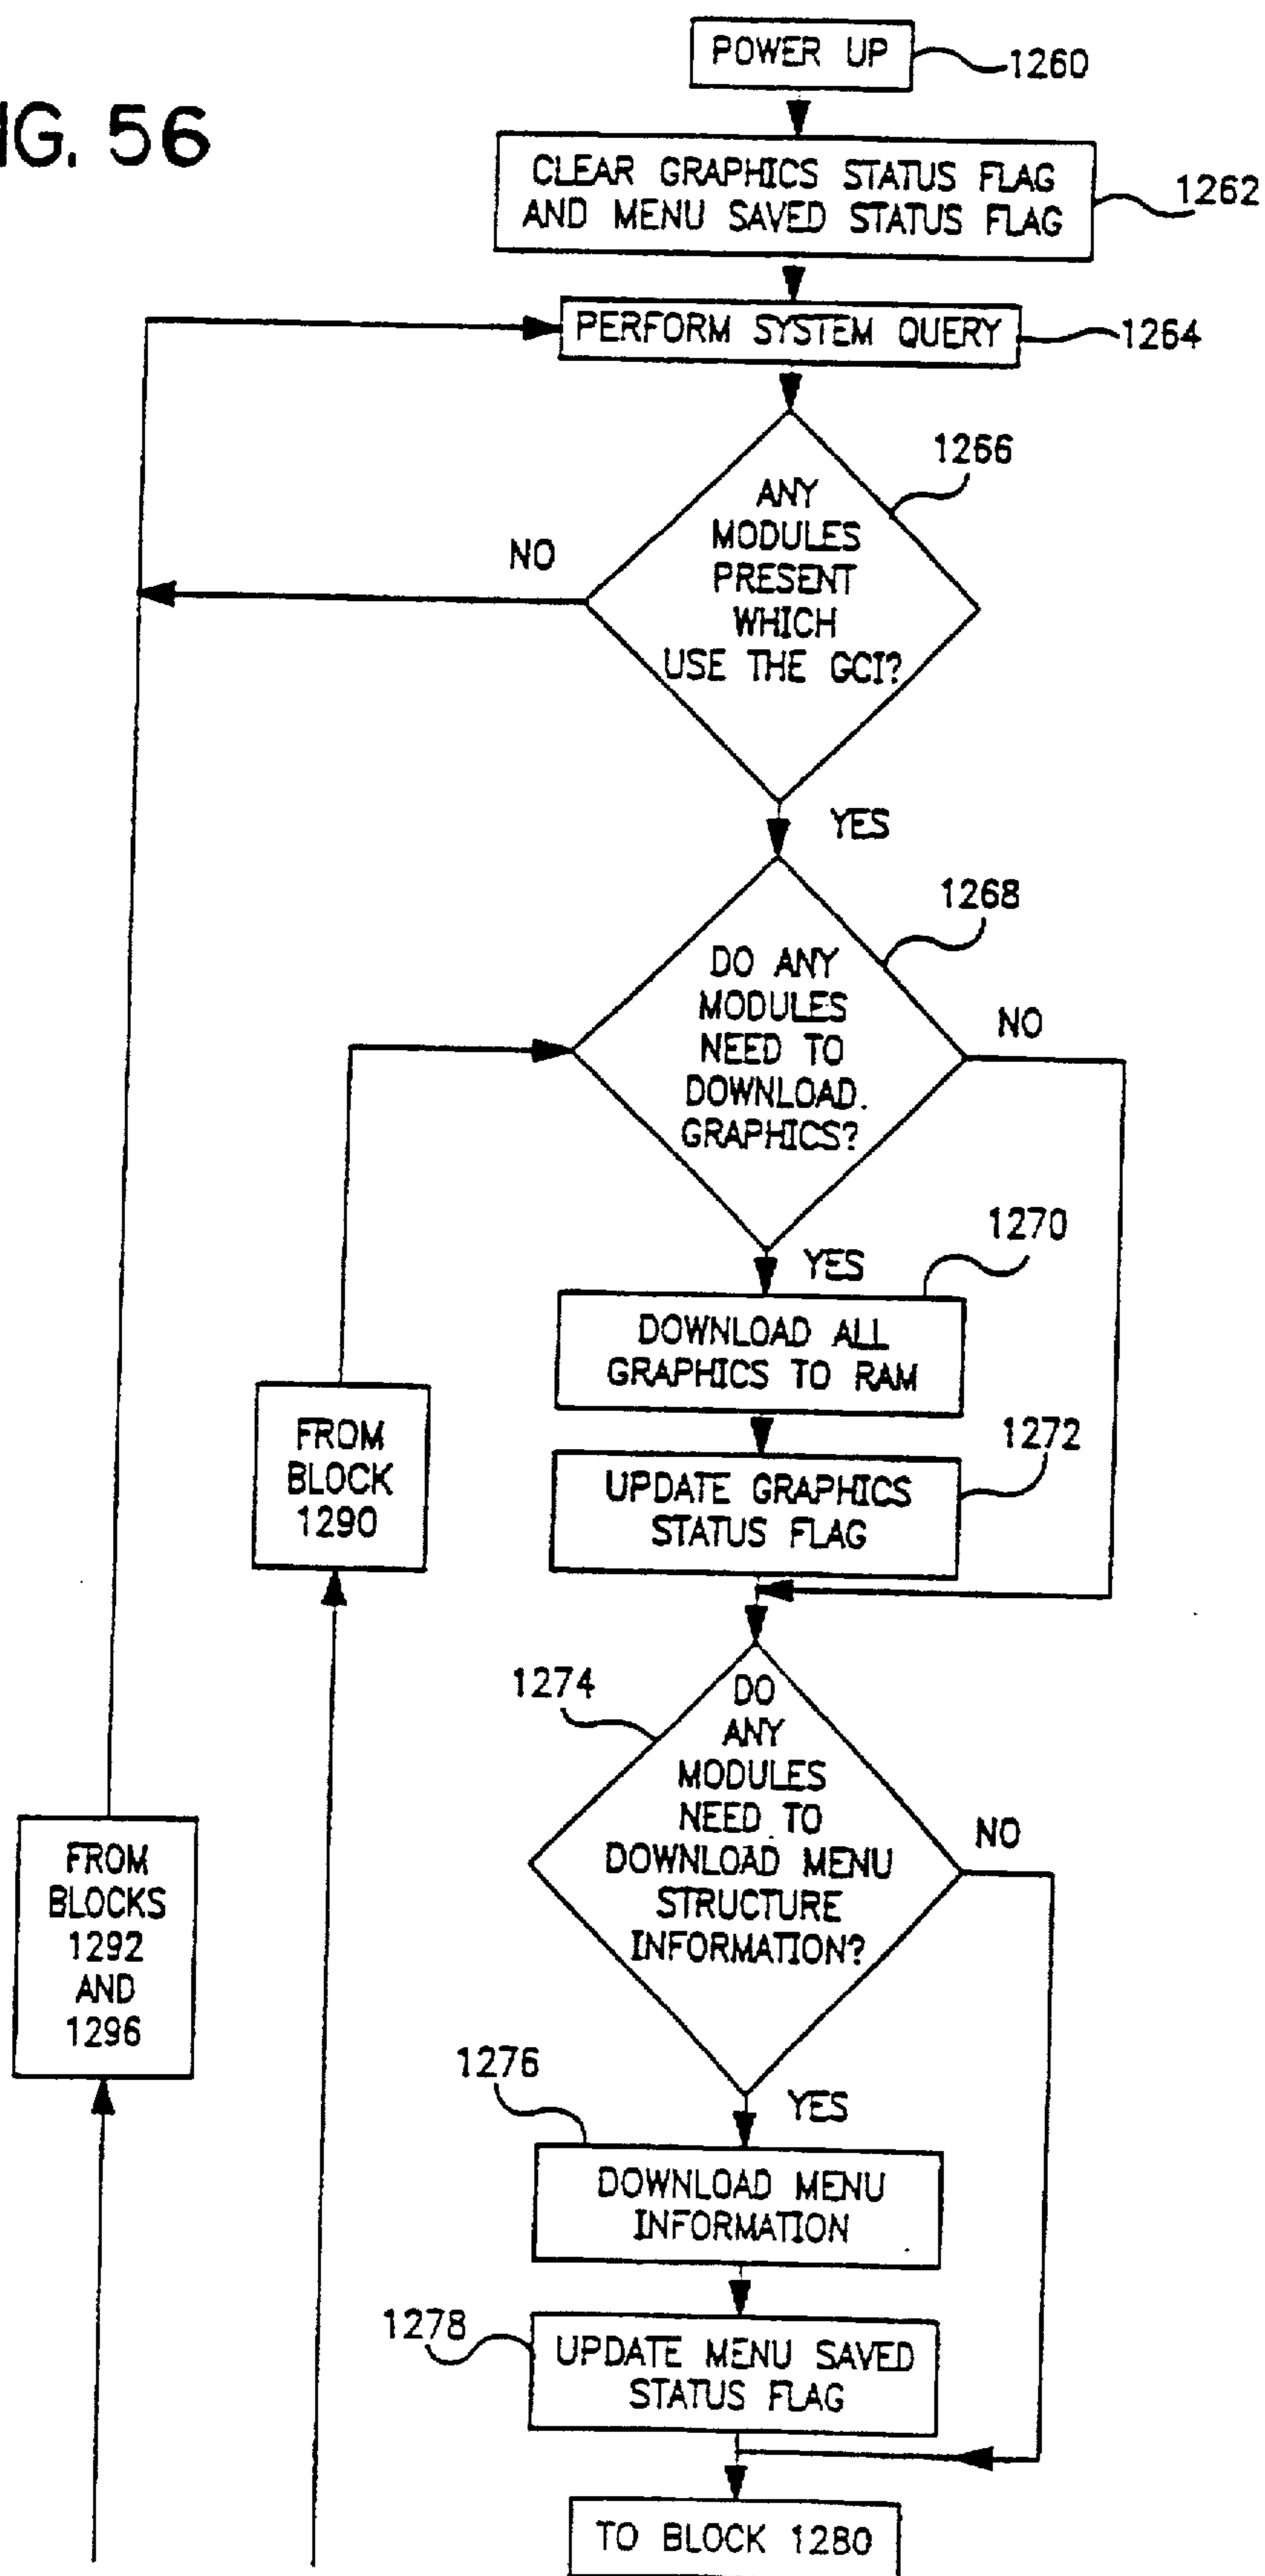 IG. 56
POWER UP
1260
CLEAR GRAPHICS STATUS FLAG
AND MENU SAVED STATUS FLAG
1262
PERFORM SYSTEM QUERY
1264
1266
ANY
MODULES
PRESENT
WHICH
USE THE GCI?
NO
YES
1268
DO ANY
MODULES
NEED TO
DOWNLOAD
GRAPHICS?
NO
YES
1270
DOWNLOAD ALL
GRAPHICS TO RAM
1272
UPDATE GRAPHICS
STATUS FLAG
FROM
BLOCK
1290
1274
DO
ANY
MODULES
NEED TO
DOWNLOAD MENU
STRUCTURE
INFORMATION?
NO
YES
FROM
BLOCKS
1292
AND
1296
1276
DOWNLOAD MENU
INFORMATION
1278
UPDATE MENU SAVED
STATUS FLAG
TO BLOCK 1280